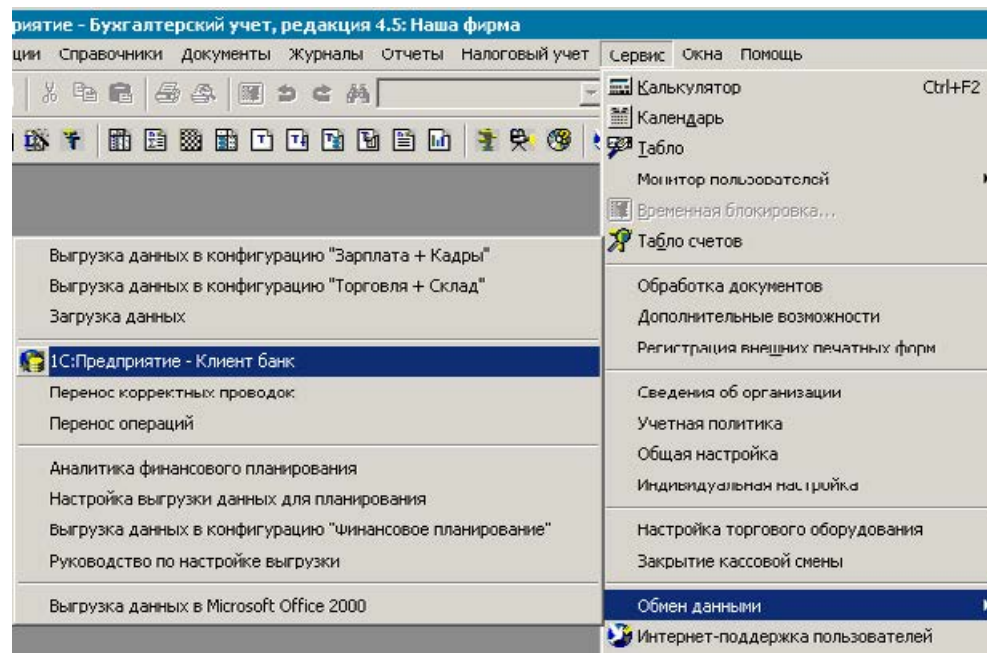 риятие - Бухгалтерский учет, редакция 4.5: Наша фирма
ции Справочники Документы Журналы Отчеты Налоговый учет Сервис Окна Помощь
Калькулятор Ctrl+F2
Календарь
Табло
Монитор пользователей
Временная блокировка...
Табло счетов
Обработка документов
Дополнительные возможности
Регистрация внешних печатных форм
Сведения об организации
Учетная политика
Общая настройка
Индивидуальная настройка
Настройка торгового оборудования
Закрытие кассовой смены
Обмен данными
Интернет-поддержка пользователей
Выгрузка данных в конфигурацию "Зарплата + Кадры"
Выгрузка данных в конфигурацию "Торговля + Склад"
Загрузка данных
1С:Предприятие - Клиент банк
Перенос корректных проводок
Перенос операций
Аналитика финансового планирования
Настройка выгрузки данных для планирования
Выгрузка данных в конфигурацию "Финансовое планирование"
Руководство по настройке выгрузки
Выгрузка данных в Microsoft Office 2000